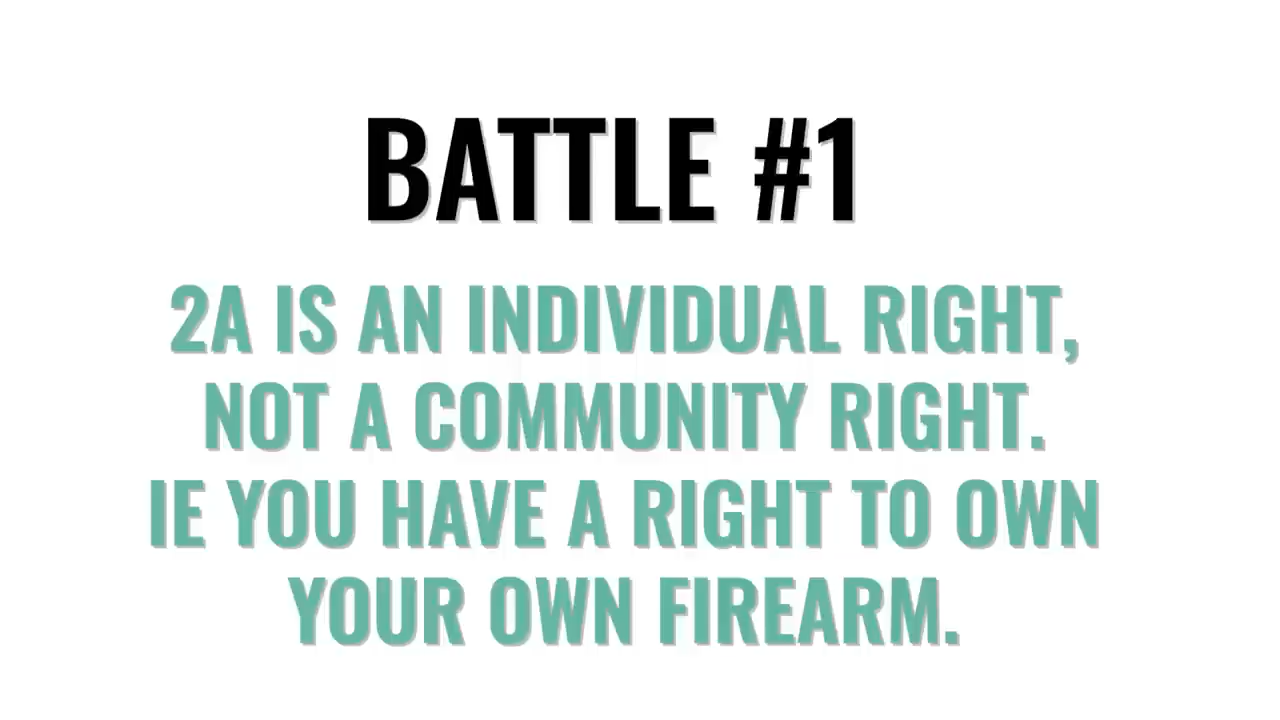 BATTLE #1
2A IS AN INDIVIDUAL RIGHT,
NOT A COMMUNITY RIGHT.
IE YOU HAVE A RIGHT TO OWN
YOUR OWN FIREARM.